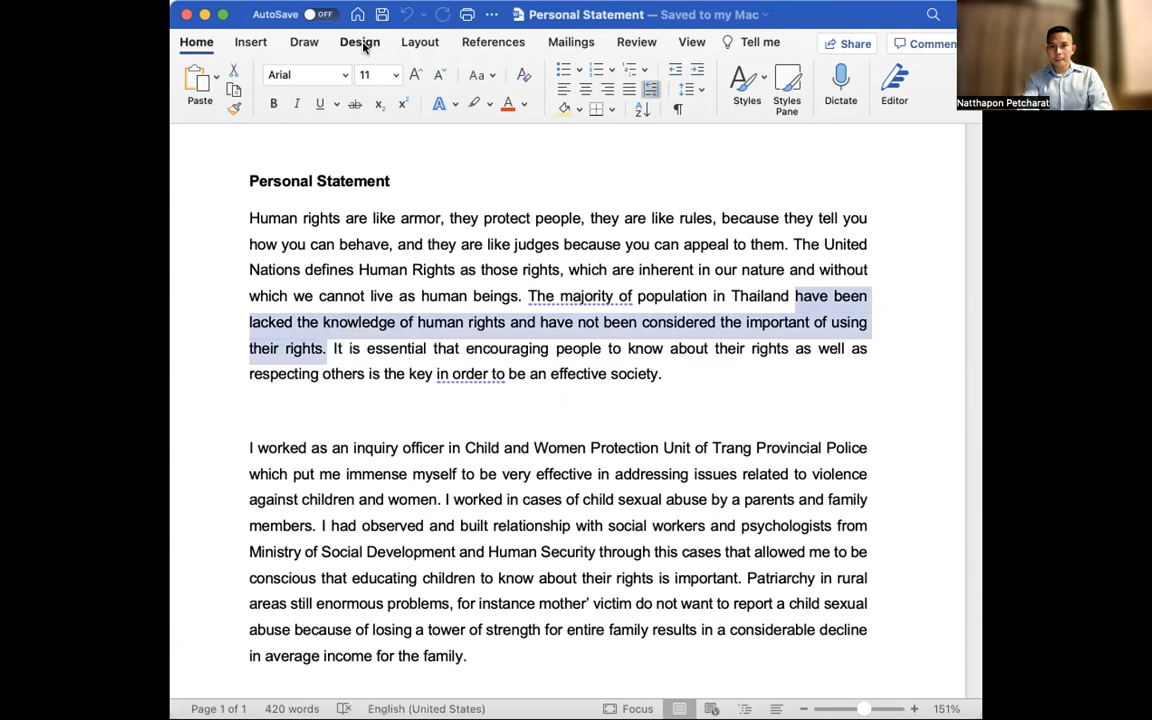 AutoSave OFF Personal Statement — Saved to my Mac
Home Insert Draw Design Layout References Mailings Review View Tell me Share Commen
Paste Arial 11 Aa Styles Styles Pane Dictate Editor
B I U ab x₂ x² A A
Natthapon Petcharat
Personal Statement
Human rights are like armor, they protect people, they are like rules, because they tell you
how you can behave, and they are like judges because you can appeal to them. The United
Nations defines Human Rights as those rights, which are inherent in our nature and without
which we cannot live as human beings. The majority of population in Thailand have been
lacked the knowledge of human rights and have not been considered the important of using
their rights. It is essential that encouraging people to know about their rights as well as
respecting others is the key in order to be an effective society.
I worked as an inquiry officer in Child and Women Protection Unit of Trang Provincial Police
which put me immense myself to be very effective in addressing issues related to violence
against children and women. I worked in cases of child sexual abuse by a parents and family
members. I had observed and built relationship with social workers and psychologists from
Ministry of Social Development and Human Security through this cases that allowed me to be
conscious that educating children to know about their rights is important. Patriarchy in rural
areas still enormous problems, for instance mother’ victim do not want to report a child sexual
abuse because of losing a tower of strength for entire family results in a considerable decline
in average income for the family.
Page 1 of 1 420 words English (United States) Focus 151%